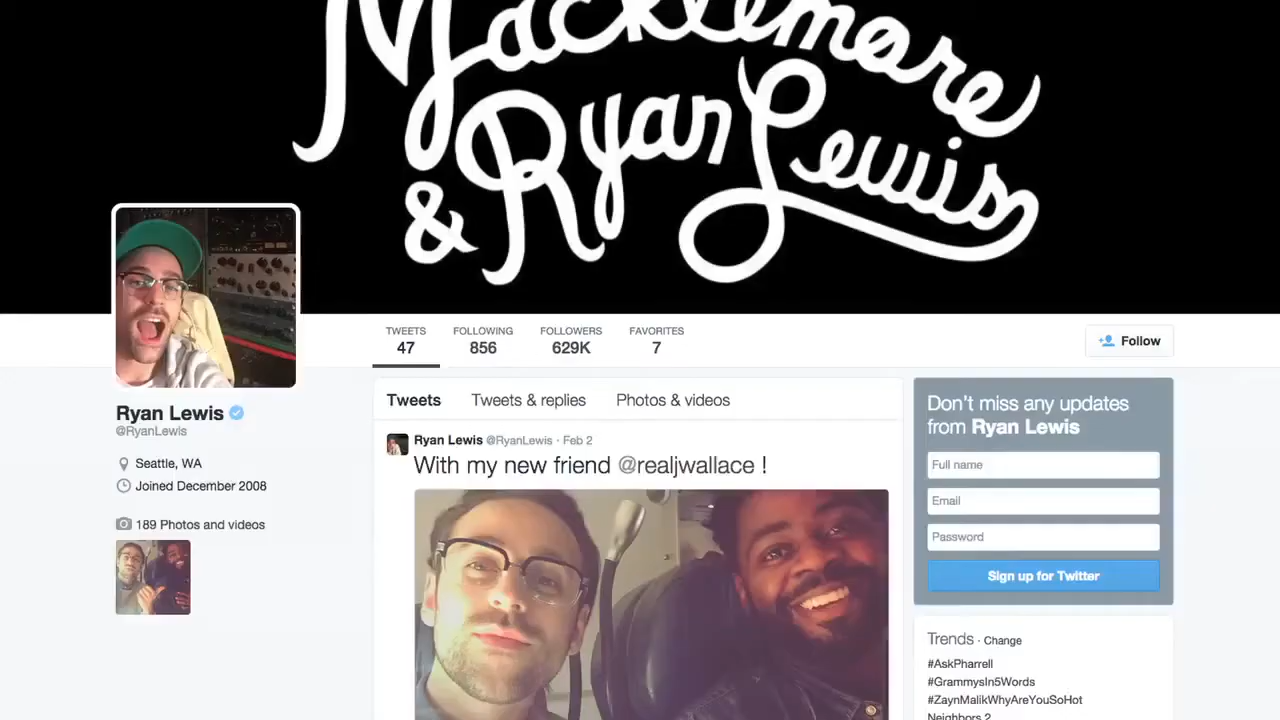 Macklemore
& Ryan Lewis
TWEETS
47
FOLLOWING
856
FOLLOWERS
629K
FAVORITES
7
Follow
Ryan Lewis
@RyanLewis
Seattle, WA
Joined December 2008
189 Photos and videos
Tweets
Tweets & replies
Photos & videos
Ryan Lewis @RyanLewis · Feb 2
With my new friend @realjwallace !
Don't miss any updates
from Ryan Lewis
Full name
Email
Password
Sign up for Twitter
Trends · Change
#AskPharrell
#GrammysIn5Words
#ZaynMalikWhyAreYouSoHot
Neighbors 2